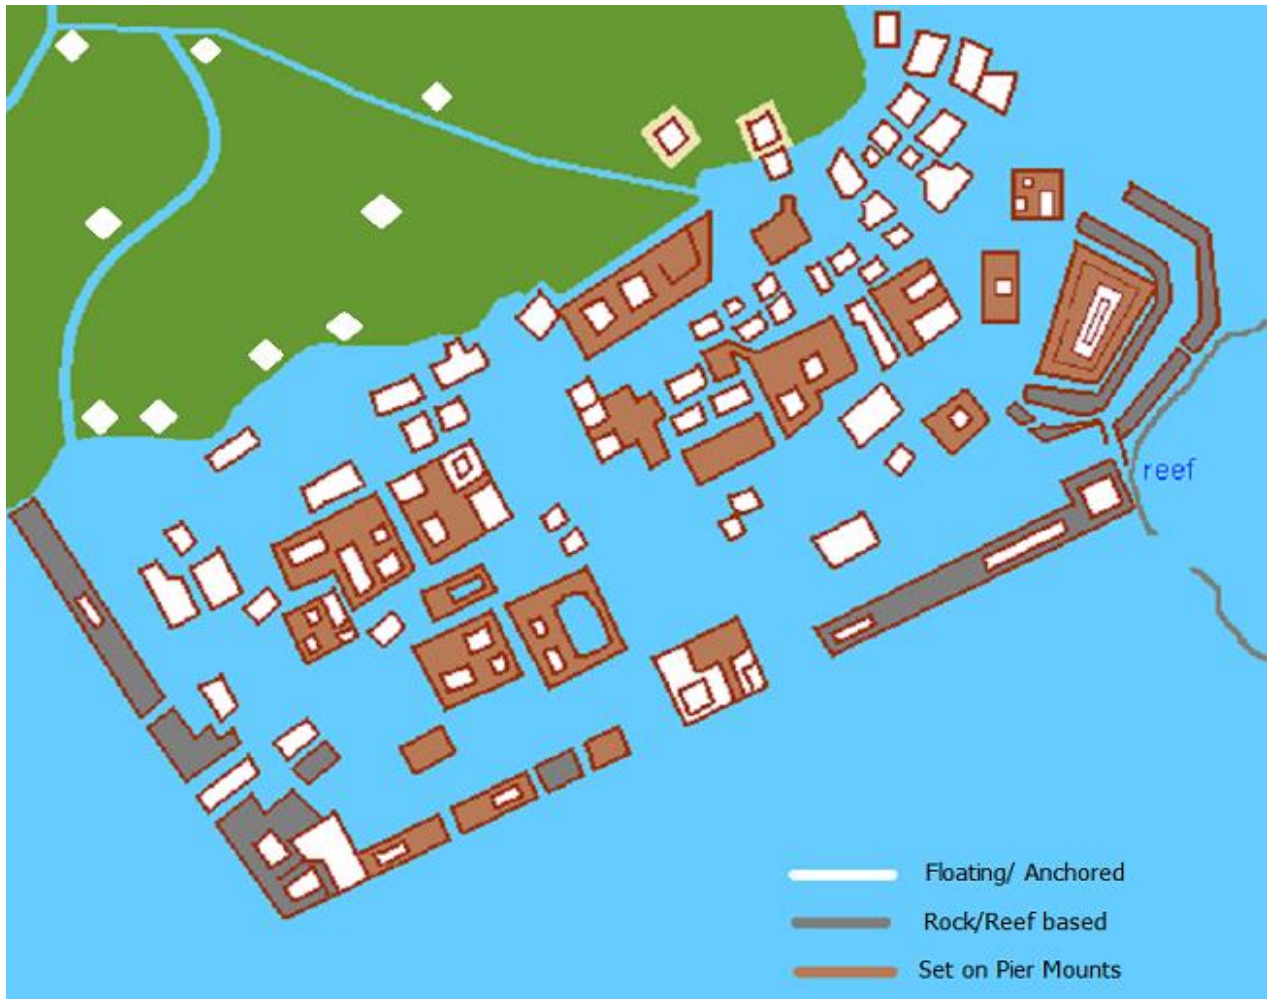 reef
Floating/ Anchored
Rock/Reef based
Set on Pier Mounts